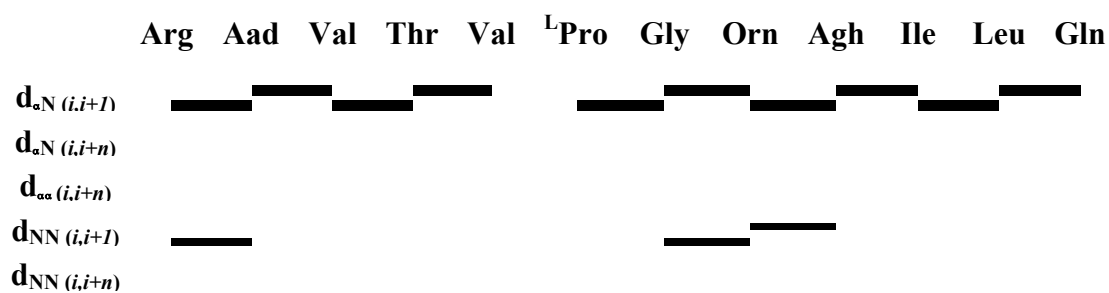 Arg Aad Val Thr Val ᴸPro Gly Orn Agh Ile Leu Gln
dαN (i,i+1)
dαN (i,i+n)
dαα (i,i+n)
dNN (i,i+1)
dNN (i,i+n)